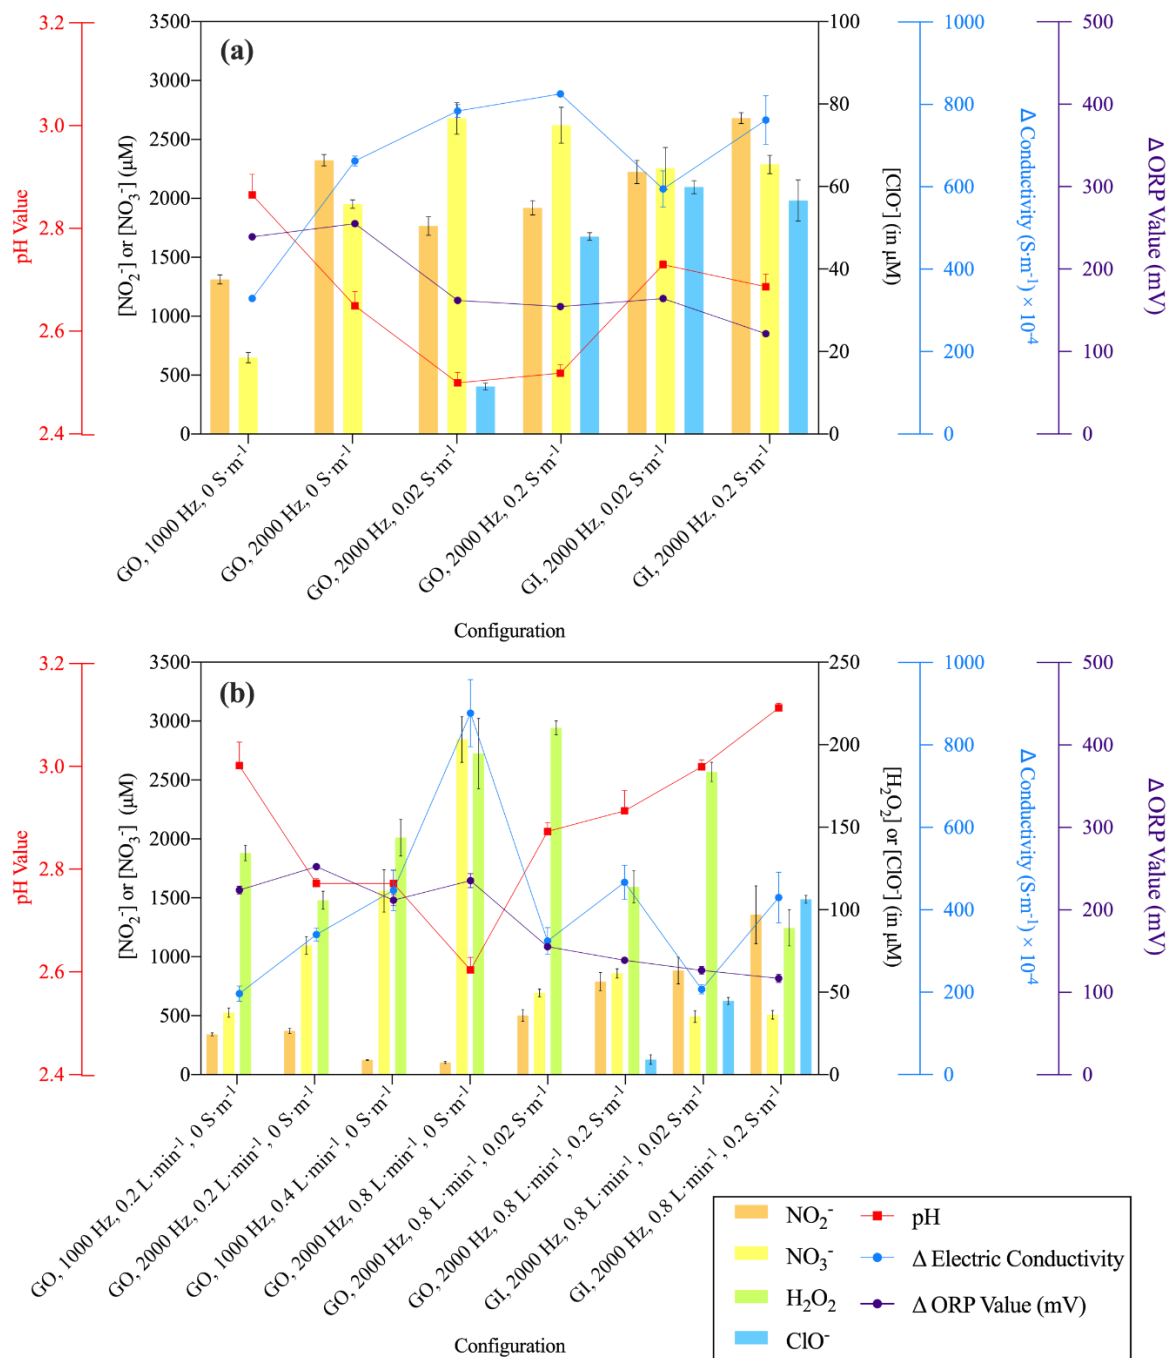 (a)
3.2
3.0
2.8
2.6
2.4
pH Value
3500
3000
2500
2000
1500
1000
500
0
[NO₂⁻] or [NO₃⁻] (μM)
100
80
60
40
20
0
[ClO⁻] (in μM)
1000
800
600
400
200
0
Δ Conductivity (S·m⁻¹) × 10⁻⁴
500
400
300
200
100
0
Δ ORP Value (mV)
GO, 1000 Hz, 0 S·m⁻¹
GO, 2000 Hz, 0 S·m⁻¹
GO, 2000 Hz, 0.02 S·m⁻¹
GO, 2000 Hz, 0.2 S·m⁻¹
GI, 2000 Hz, 0.02 S·m⁻¹
GI, 2000 Hz, 0.2 S·m⁻¹
Configuration
(b)
3.2
3.0
2.8
2.6
2.4
pH Value
3500
3000
2500
2000
1500
1000
500
0
[NO₂⁻] or [NO₃⁻] (μM)
250
200
150
100
50
0
[H₂O₂] or [ClO⁻] (in μM)
1000
800
600
400
200
0
Δ Conductivity (S·m⁻¹) × 10⁻⁴
500
400
300
200
100
0
Δ ORP Value (mV)
GO, 1000 Hz, 0.2 L·min⁻¹, 0 S·m⁻¹
GO, 2000 Hz, 0.2 L·min⁻¹, 0 S·m⁻¹
GO, 1000 Hz, 0.4 L·min⁻¹, 0 S·m⁻¹
GO, 2000 Hz, 0.8 L·min⁻¹, 0 S·m⁻¹
GO, 2000 Hz, 0.8 L·min⁻¹, 0.02 S·m⁻¹
GO, 2000 Hz, 0.8 L·min⁻¹, 0.2 S·m⁻¹
GI, 2000 Hz, 0.8 L·min⁻¹, 0.02 S·m⁻¹
GI, 2000 Hz, 0.8 L·min⁻¹, 0.2 S·m⁻¹
Configuration
NO₂⁻
NO₃⁻
H₂O₂
ClO⁻
pH
Δ Electric Conductivity
Δ ORP Value (mV)